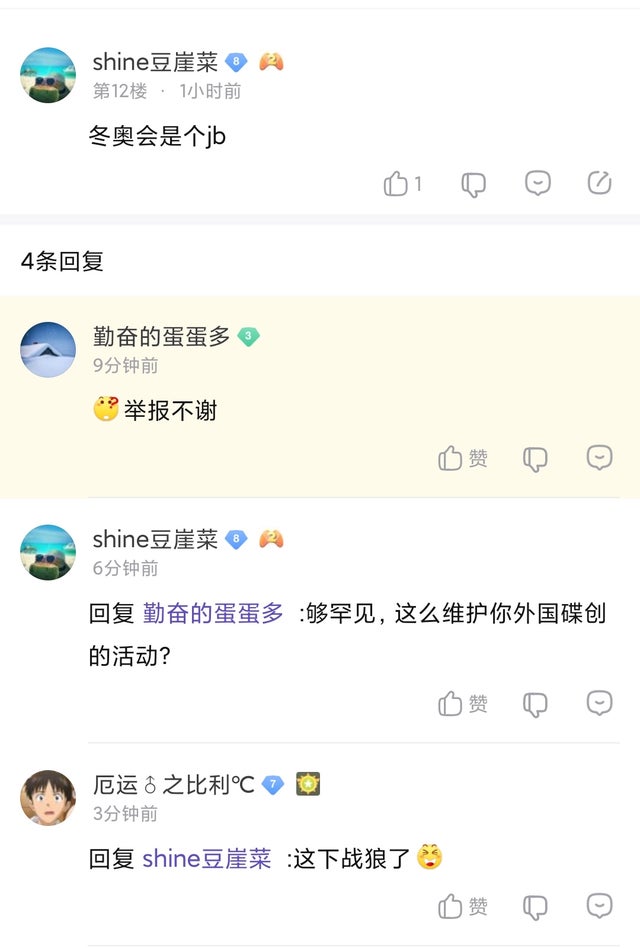 shine豆崖菜 8 2
第12楼 · 1小时前
冬奥会是个jb
1
4条回复
勤奋的蛋蛋多 3
9分钟前
举报不谢
赞
shine豆崖菜 8 2
6分钟前
回复 勤奋的蛋蛋多 :够罕见,这么维护你外国碟创
的活动?
赞
厄运♂之比利℃ 7
3分钟前
回复 shine豆崖菜 :这下战狼了
赞